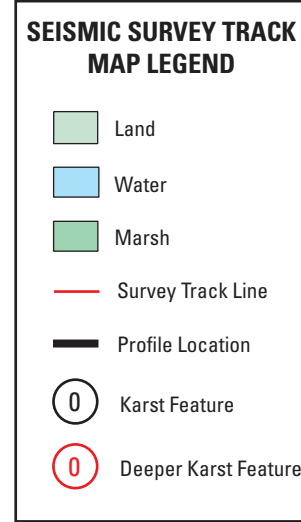 SEISMIC SURVEY TRACK
MAP LEGEND
Land
Water
Marsh
Survey Track Line
Profile Location
0 Karst Feature
0 Deeper Karst Feature